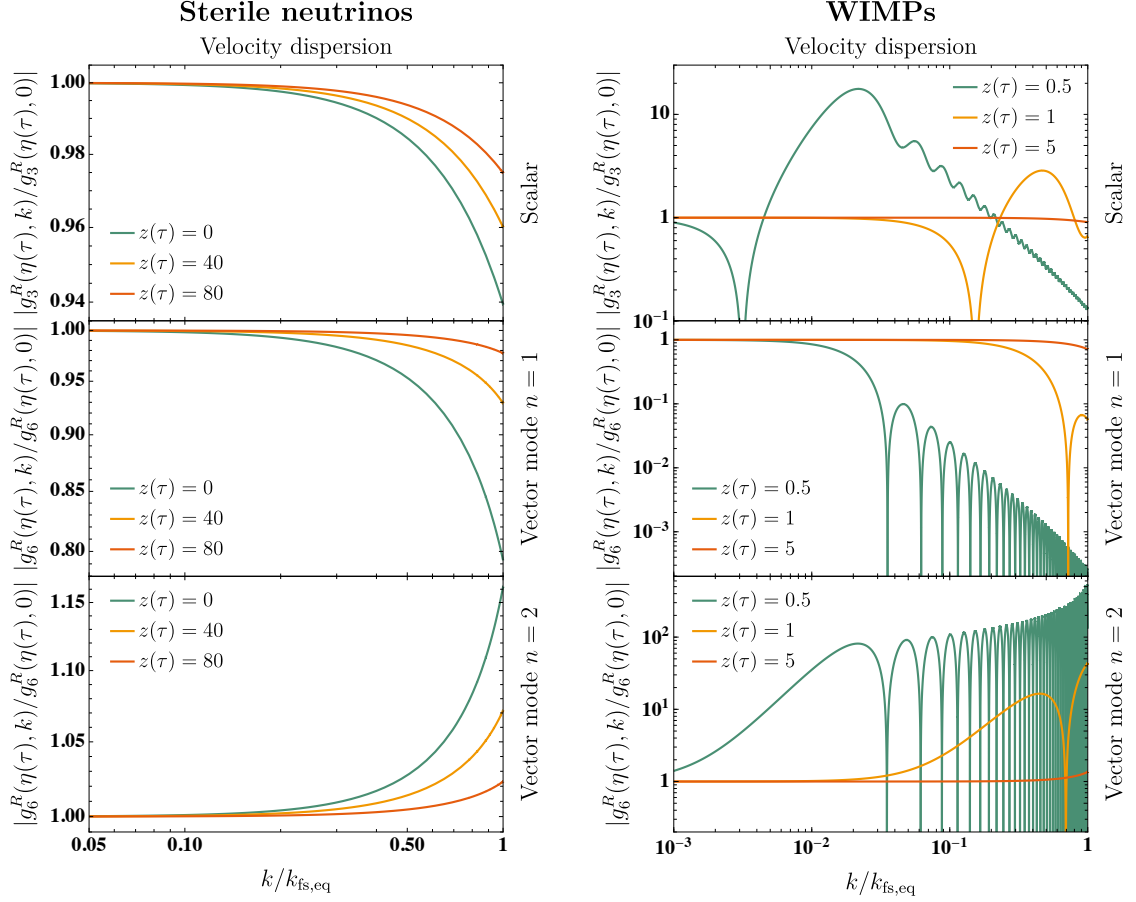 Sterile neutrinos
Velocity dispersion
|g_3^R(η(τ), k)/g_3^R(η(τ), 0)|
1.00
0.98
0.96
0.94
z(τ) = 0
z(τ) = 40
z(τ) = 80
Scalar
|g_6^R(η(τ), k)/g_6^R(η(τ), 0)|
1.00
0.95
0.90
0.85
0.80
z(τ) = 0
z(τ) = 40
z(τ) = 80
Vector mode n = 1
|g_6^R(η(τ), k)/g_6^R(η(τ), 0)|
1.15
1.10
1.05
1.00
z(τ) = 0
z(τ) = 40
z(τ) = 80
Vector mode n = 2
0.05 0.10 0.50 1
k/k_fs,eq
WIMPs
Velocity dispersion
|g_3^R(η(τ), k)/g_3^R(η(τ), 0)|
10
1
10^−1
z(τ) = 0.5
z(τ) = 1
z(τ) = 5
Scalar
|g_6^R(η(τ), k)/g_6^R(η(τ), 0)|
1
10^−1
10^−2
10^−3
z(τ) = 0.5
z(τ) = 1
z(τ) = 5
Vector mode n = 1
|g_6^R(η(τ), k)/g_6^R(η(τ), 0)|
10^2
10^1
1
z(τ) = 0.5
z(τ) = 1
z(τ) = 5
Vector mode n = 2
10^−3 10^−2 10^−1 1
k/k_fs,eq